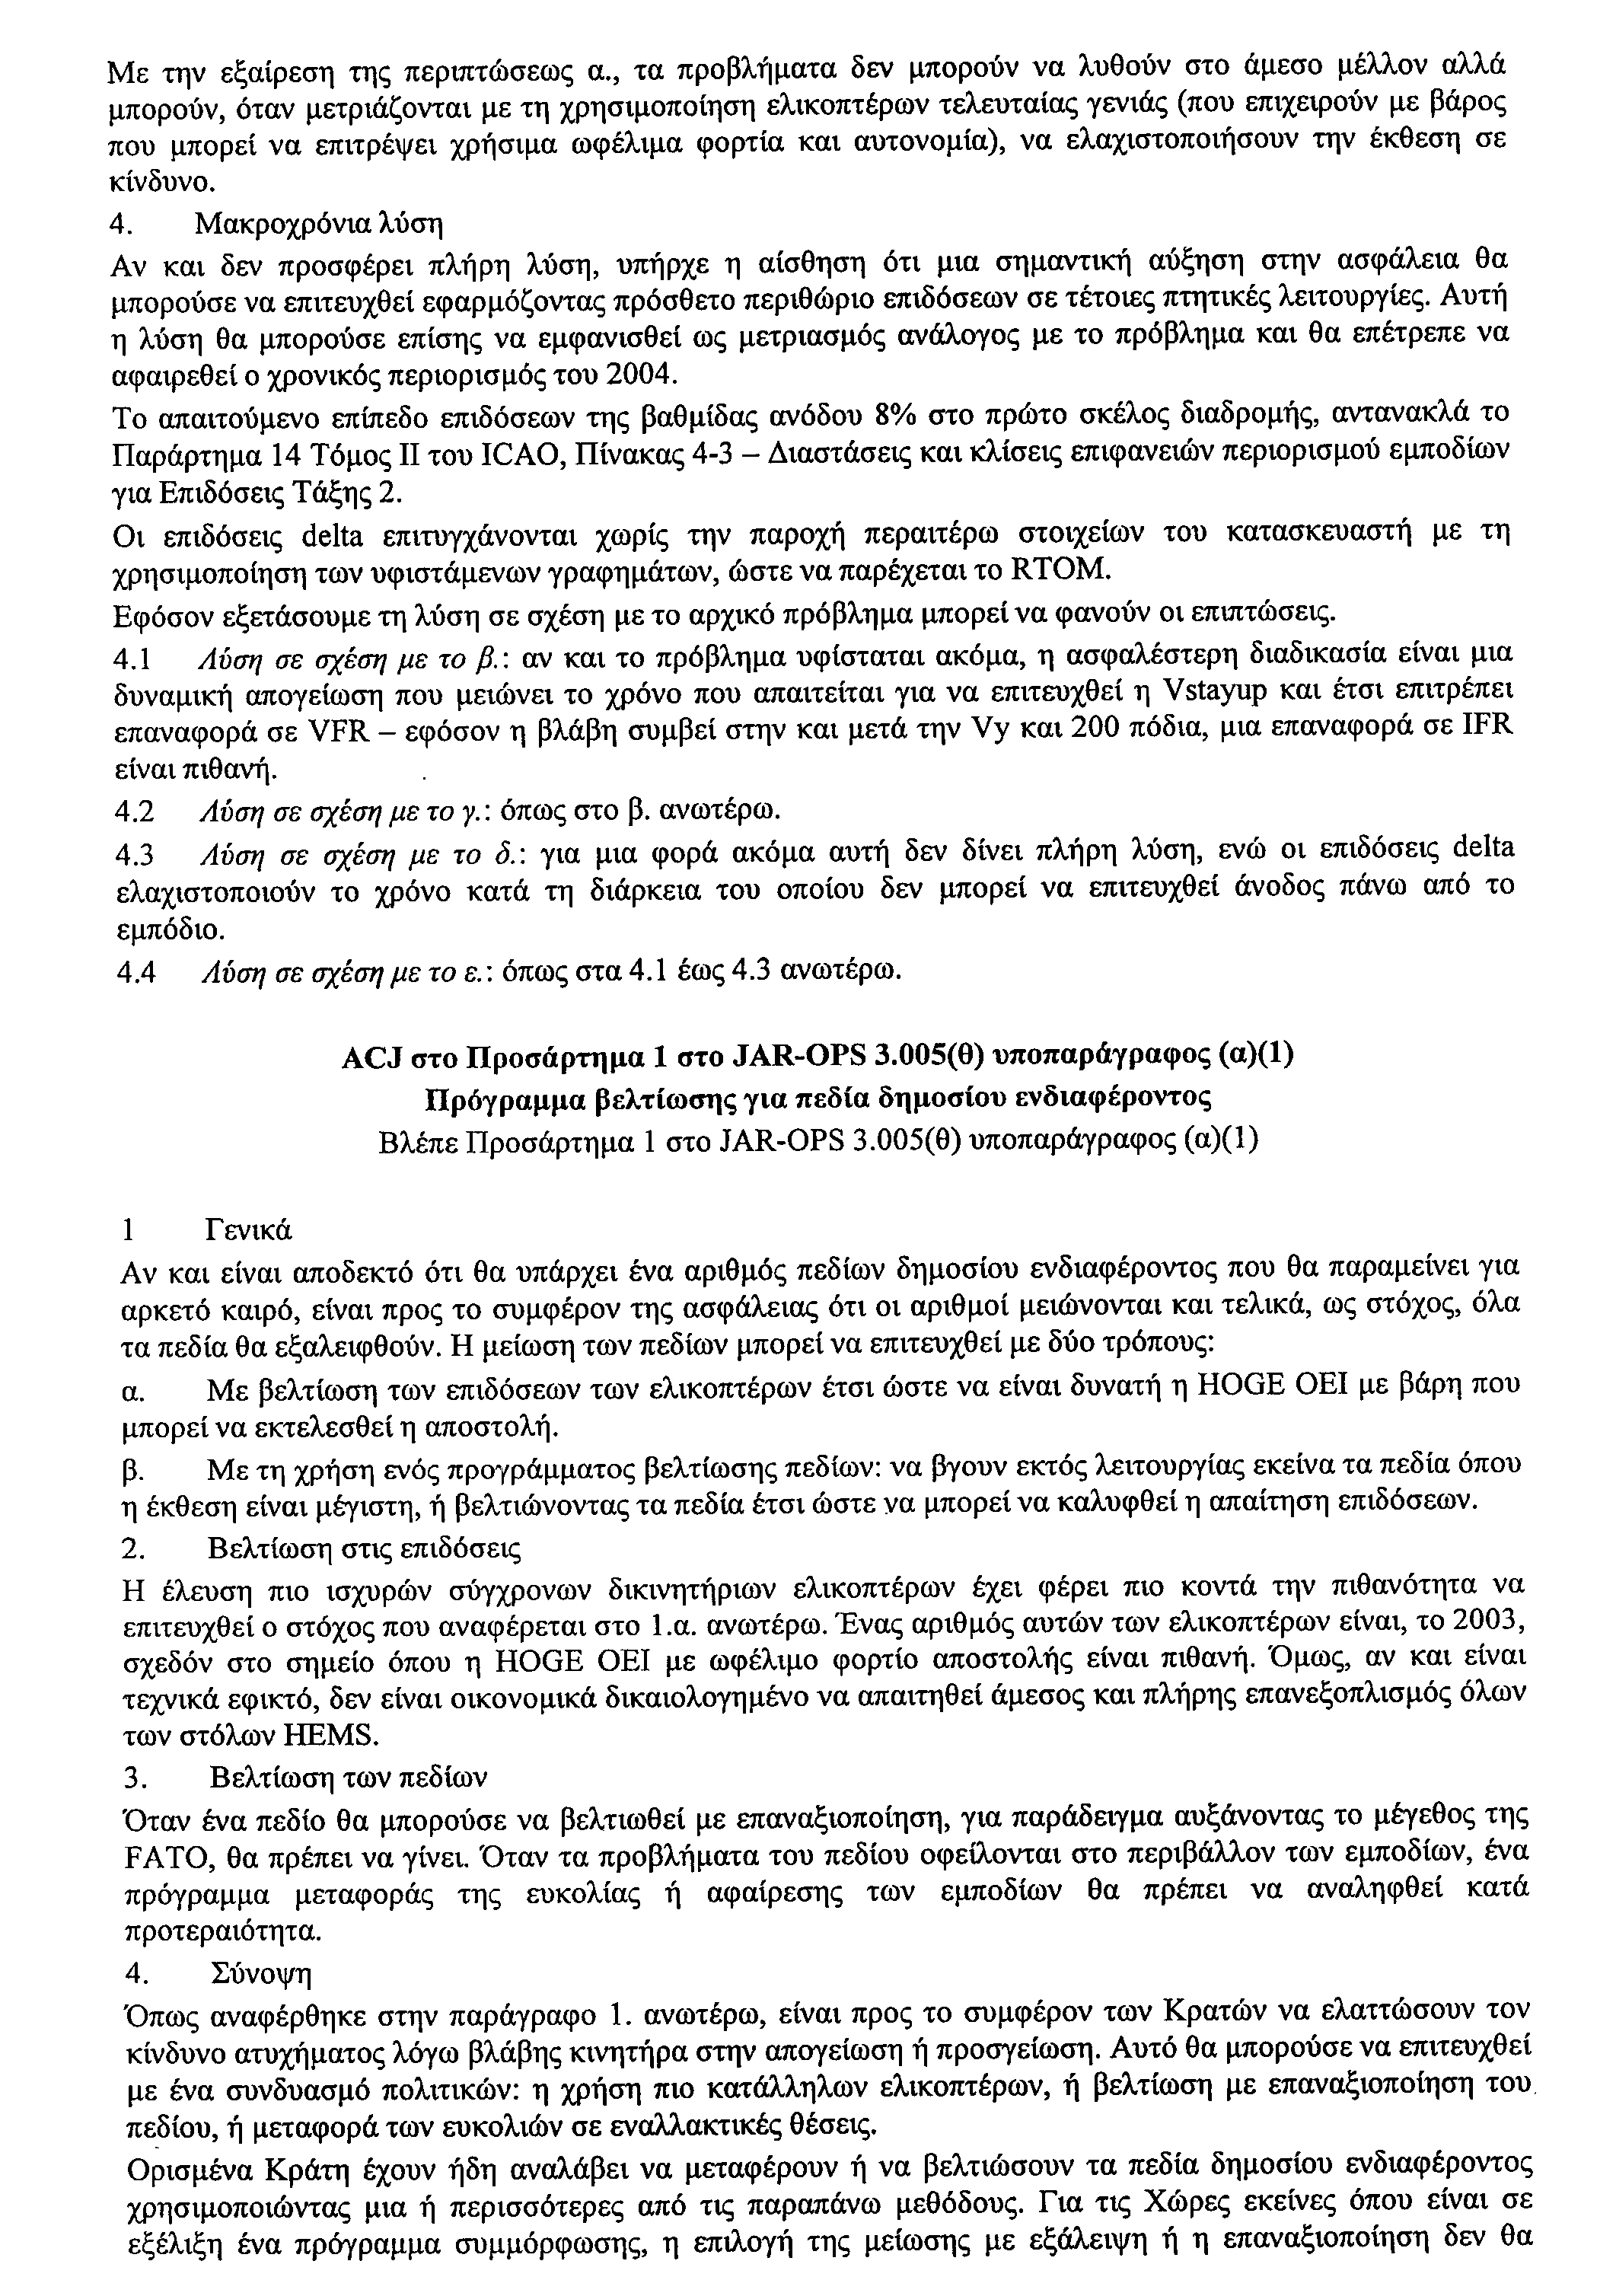 Με την εξαίρεση της περιπτώσεως α., τα προβλήματα δεν μπορούν να λυθούν στο άμεσο μέλλον αλλά
μπορούν, όταν μετριάζονται με τη χρησιμοποίηση ελικοπτέρων τελευταίας γενιάς (που επιχειρούν με βάρος
που μπορεί να επιτρέψει χρήσιμα ωφέλιμα φορτία και αυτονομία), να ελαχιστοποιήσουν την έκθεση σε
κίνδυνο.
4. Μακροχρόνια λύση
Αν και δεν προσφέρει πλήρη λύση, υπήρχε η αίσθηση ότι μια σημαντική αύξηση στην ασφάλεια θα
μπορούσε να επιτευχθεί εφαρμόζοντας πρόσθετο περιθώριο επιδόσεων σε τέτοιες πτητικές λειτουργίες. Αυτή
η λύση θα μπορούσε επίσης να εμφανισθεί ως μετριασμός ανάλογος με το πρόβλημα και θα επέτρεπε να
αφαιρεθεί ο χρονικός περιορισμός του 2004.
Το απαιτούμενο επίπεδο επιδόσεων της βαθμίδας ανόδου 8% στο πρώτο σκέλος διαδρομής, αντανακλά το
Παράρτημα 14 Τόμος ΙΙ του ICAO, Πίνακας 4-3 – Διαστάσεις και κλίσεις επιφανειών περιορισμού εμποδίων
για Επιδόσεις Τάξης 2.
Οι επιδόσεις delta επιτυγχάνονται χωρίς την παροχή περαιτέρω στοιχείων του κατασκευαστή με τη
χρησιμοποίηση των υφιστάμενων γραφημάτων, ώστε να παρέχεται το RTOM.
Εφόσον εξετάσουμε τη λύση σε σχέση με το αρχικό πρόβλημα μπορεί να φανούν οι επιπτώσεις.
4.1 Λύση σε σχέση με το β.: αν και το πρόβλημα υφίσταται ακόμα, η ασφαλέστερη διαδικασία είναι μια
δυναμική απογείωση που μειώνει το χρόνο που απαιτείται για να επιτευχθεί η Vstayup και έτσι επιτρέπει
επαναφορά σε VFR – εφόσον η βλάβη συμβεί στην και μετά την Vy και 200 πόδια, μια επαναφορά σε IFR
είναι πιθανή.
4.2 Λύση σε σχέση με το γ.: όπως στο β. ανωτέρω.
4.3 Λύση σε σχέση με το δ.: για μια φορά ακόμα αυτή δεν δίνει πλήρη λύση, ενώ οι επιδόσεις delta
ελαχιστοποιούν το χρόνο κατά τη διάρκεια του οποίου δεν μπορεί να επιτευχθεί άνοδος πάνω από το
εμπόδιο.
4.4 Λύση σε σχέση με το ε.: όπως στα 4.1 έως 4.3 ανωτέρω.
ACJ στο Προσάρτημα 1 στο JAR-OPS 3.005(θ) υποπαράγραφος (α)(1)
Πρόγραμμα βελτίωσης για πεδία δημοσίου ενδιαφέροντος
Βλέπε Προσάρτημα 1 στο JAR-OPS 3.005(θ) υποπαράγραφος (α)(1)
1 Γενικά
Αν και είναι αποδεκτό ότι θα υπάρχει ένα αριθμός πεδίων δημοσίου ενδιαφέροντος που θα παραμείνει για
αρκετό καιρό, είναι προς το συμφέρον της ασφάλειας ότι οι αριθμοί μειώνονται και τελικά, ως στόχος, όλα
τα πεδία θα εξαλειφθούν. Η μείωση των πεδίων μπορεί να επιτευχθεί με δύο τρόπους:
α. Με βελτίωση των επιδόσεων των ελικοπτέρων έτσι ώστε να είναι δυνατή η HOGE OEI με βάρη που
μπορεί να εκτελεσθεί η αποστολή.
β. Με τη χρήση ενός προγράμματος βελτίωσης πεδίων: να βγουν εκτός λειτουργίας εκείνα τα πεδία όπου
η έκθεση είναι μέγιστη, ή βελτιώνοντας τα πεδία έτσι ώστε να μπορεί να καλυφθεί η απαίτηση επιδόσεων.
2. Βελτίωση στις επιδόσεις
Η έλευση πιο ισχυρών σύγχρονων δικινητήριων ελικοπτέρων έχει φέρει πιο κοντά την πιθανότητα να
επιτευχθεί ο στόχος που αναφέρεται στο 1.α. ανωτέρω. Ένας αριθμός αυτών των ελικοπτέρων είναι, το 2003,
σχεδόν στο σημείο όπου η HOGE OEI με ωφέλιμο φορτίο αποστολής είναι πιθανή. Όμως, αν και είναι
τεχνικά εφικτό, δεν είναι οικονομικά δικαιολογημένο να απαιτηθεί άμεσος και πλήρης επανεξοπλισμός όλων
των στόλων HEMS.
3. Βελτίωση των πεδίων
Όταν ένα πεδίο θα μπορούσε να βελτιωθεί με επαναξιοποίηση, για παράδειγμα αυξάνοντας το μέγεθος της
FATO, θα πρέπει να γίνει. Όταν τα προβλήματα του πεδίου οφείλονται στο περιβάλλον των εμποδίων, ένα
πρόγραμμα μεταφοράς της ευκολίας ή αφαίρεσης των εμποδίων θα πρέπει να αναληφθεί κατά
προτεραιότητα.
4. Σύνοψη
Όπως αναφέρθηκε στην παράγραφο 1. ανωτέρω, είναι προς το συμφέρον των Κρατών να ελαττώσουν τον
κίνδυνο ατυχήματος λόγω βλάβης κινητήρα στην απογείωση ή προσγείωση. Αυτό θα μπορούσε να επιτευχθεί
με ένα συνδυασμό πολιτικών: η χρήση πιο κατάλληλων ελικοπτέρων, ή βελτίωση με επαναξιοποίηση του
πεδίου, ή μεταφορά των ευκολιών σε εναλλακτικές θέσεις.
Ορισμένα Κράτη έχουν ήδη αναλάβει να μεταφέρουν ή να βελτιώσουν τα πεδία δημοσίου ενδιαφέροντος
χρησιμοποιώντας μια ή περισσότερες από τις παραπάνω μεθόδους. Για τις Χώρες εκείνες όπου είναι σε
εξέλιξη ένα πρόγραμμα συμμόρφωσης, η επιλογή της μείωσης με εξάλειψη ή η επαναξιοποίηση δεν θα